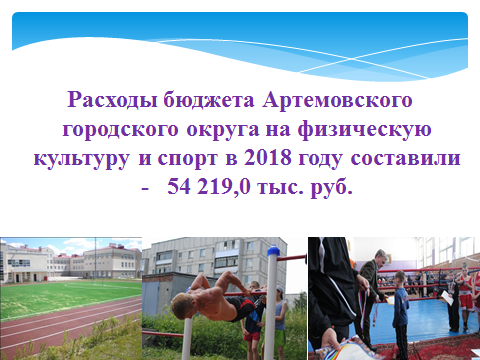 Расходы бюджета Артемовского
городского округа на физическую
культуру и спорт в 2018 году составили
- 54 219,0 тыс. руб.